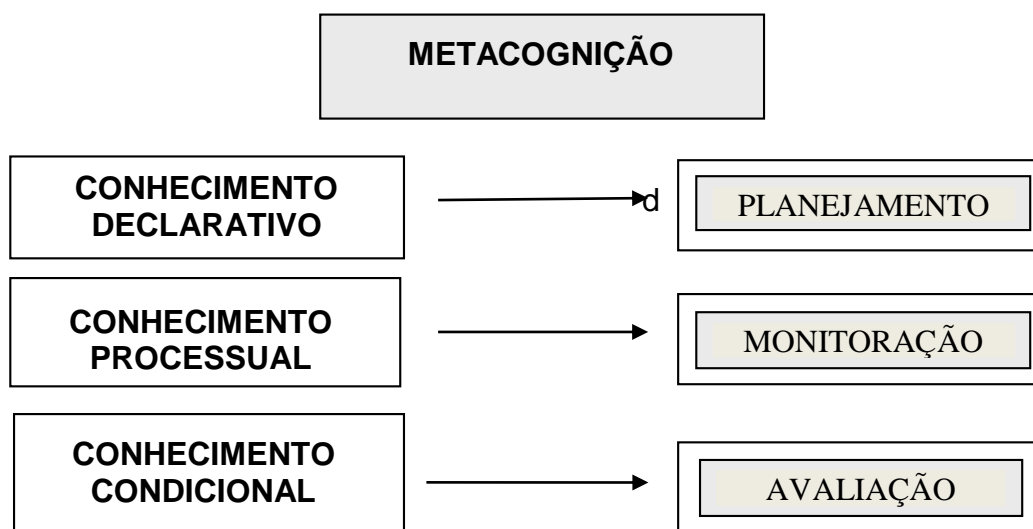 METACOGNIÇÃO
CONHECIMENTO
DECLARATIVO
d
PLANEJAMENTO
CONHECIMENTO
PROCESSUAL
MONITORAÇÃO
CONHECIMENTO
CONDICIONAL
AVALIAÇÃO